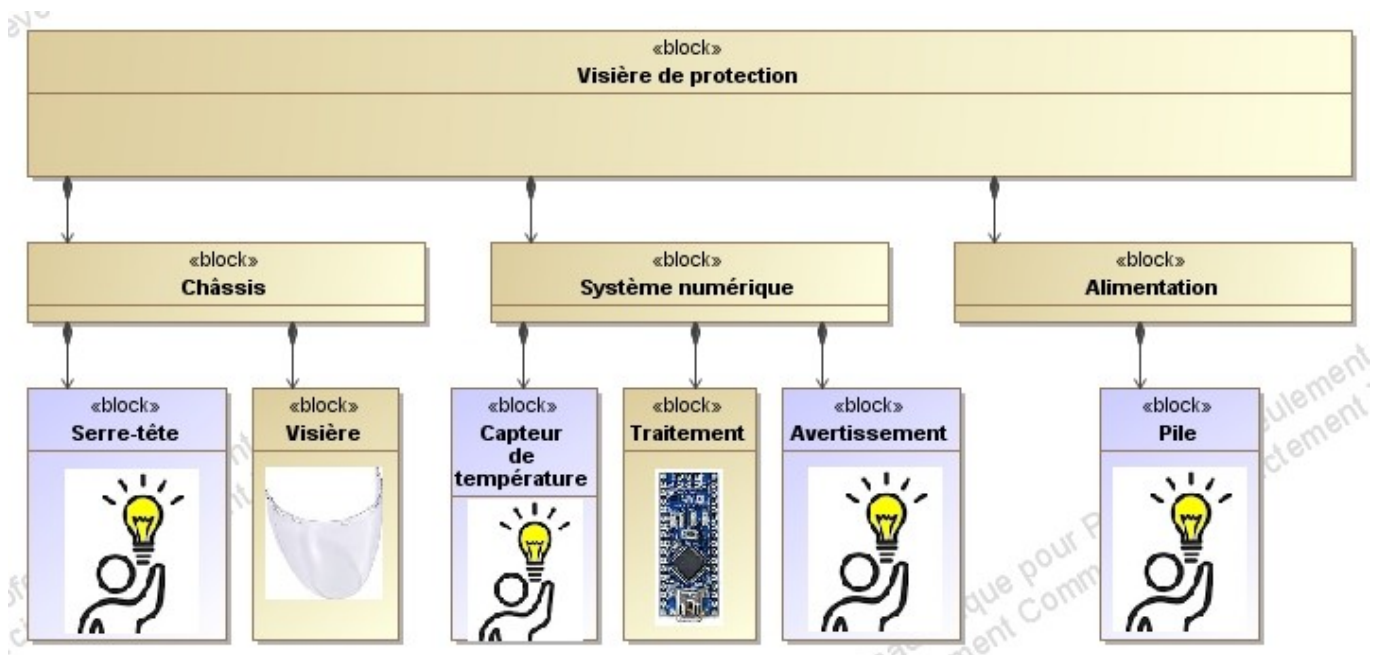 «block»
Visière de protection
«block»
Châssis
«block»
Système numérique
«block»
Alimentation
«block»
Serre-tête
«block»
Visière
«block»
Capteur
de
température
«block»
Traitement
«block»
Avertissement
«block»
Pile